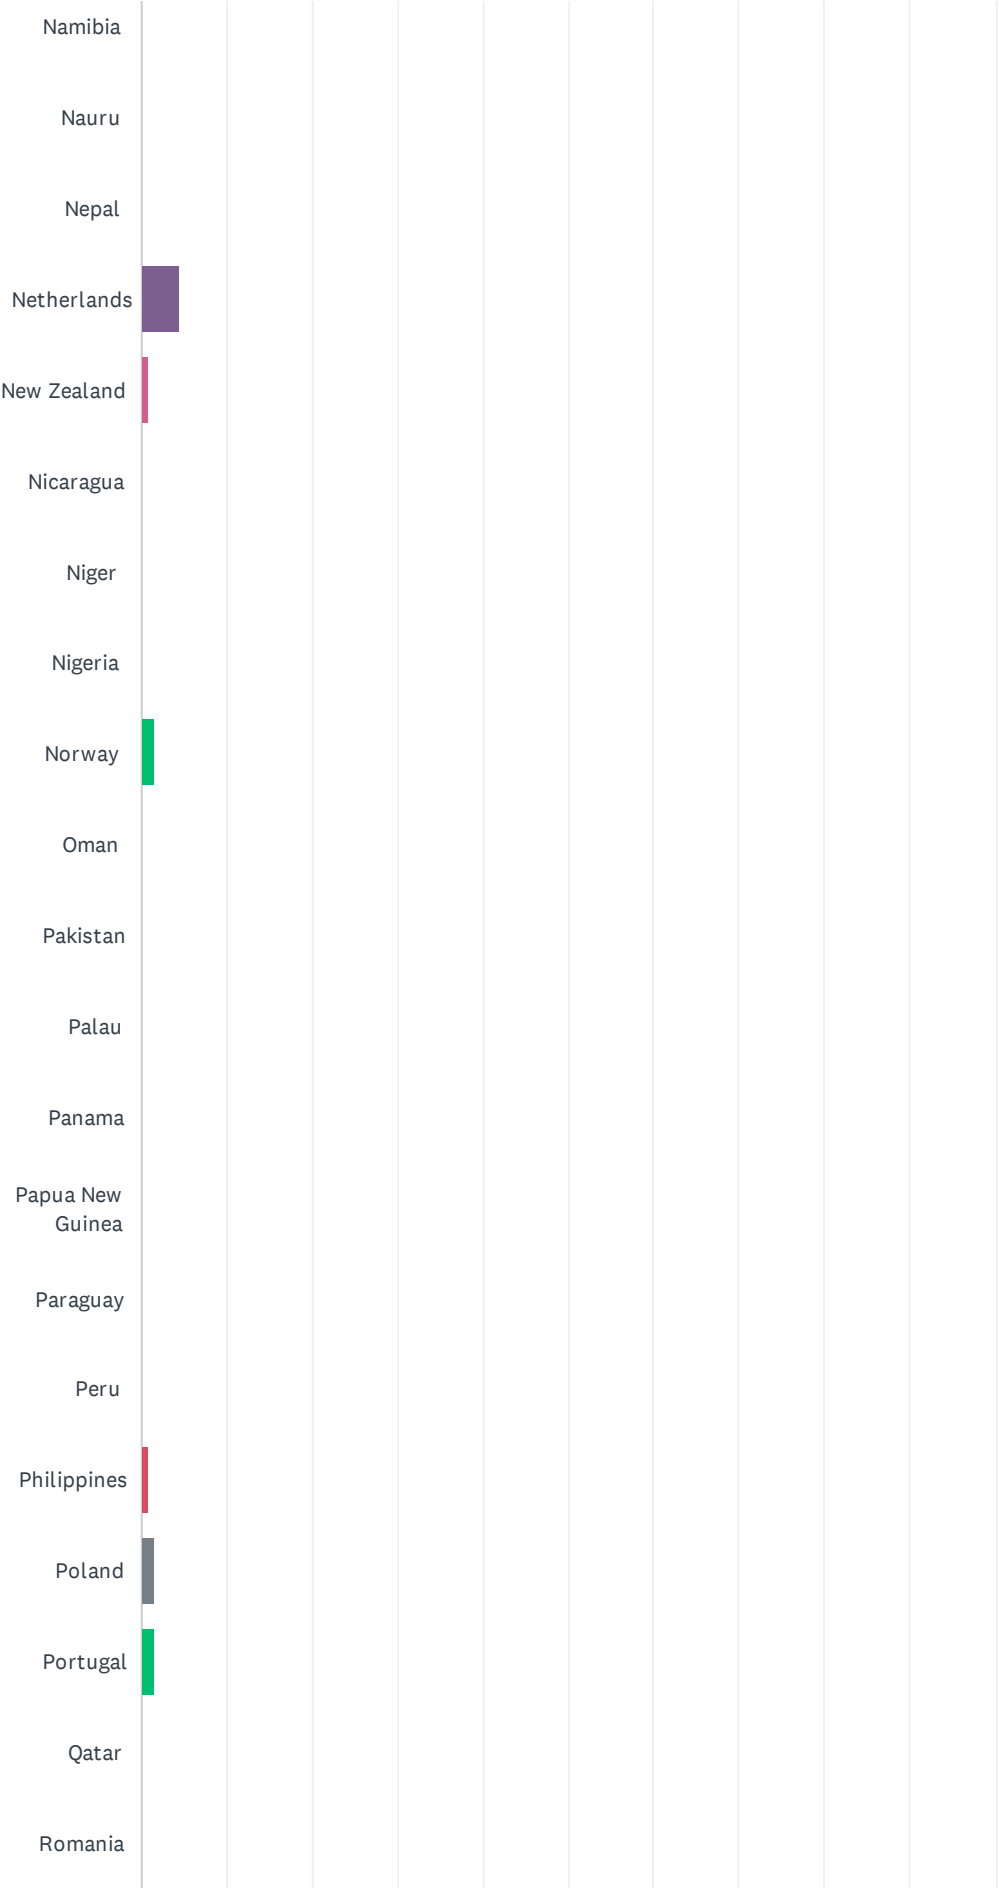 Namibia
Nauru
Nepal
Netherlands
New Zealand
Nicaragua
Niger
Nigeria
Norway
Oman
Pakistan
Palau
Panama
Papua New
Guinea
Paraguay
Peru
Philippines
Poland
Portugal
Qatar
Romania